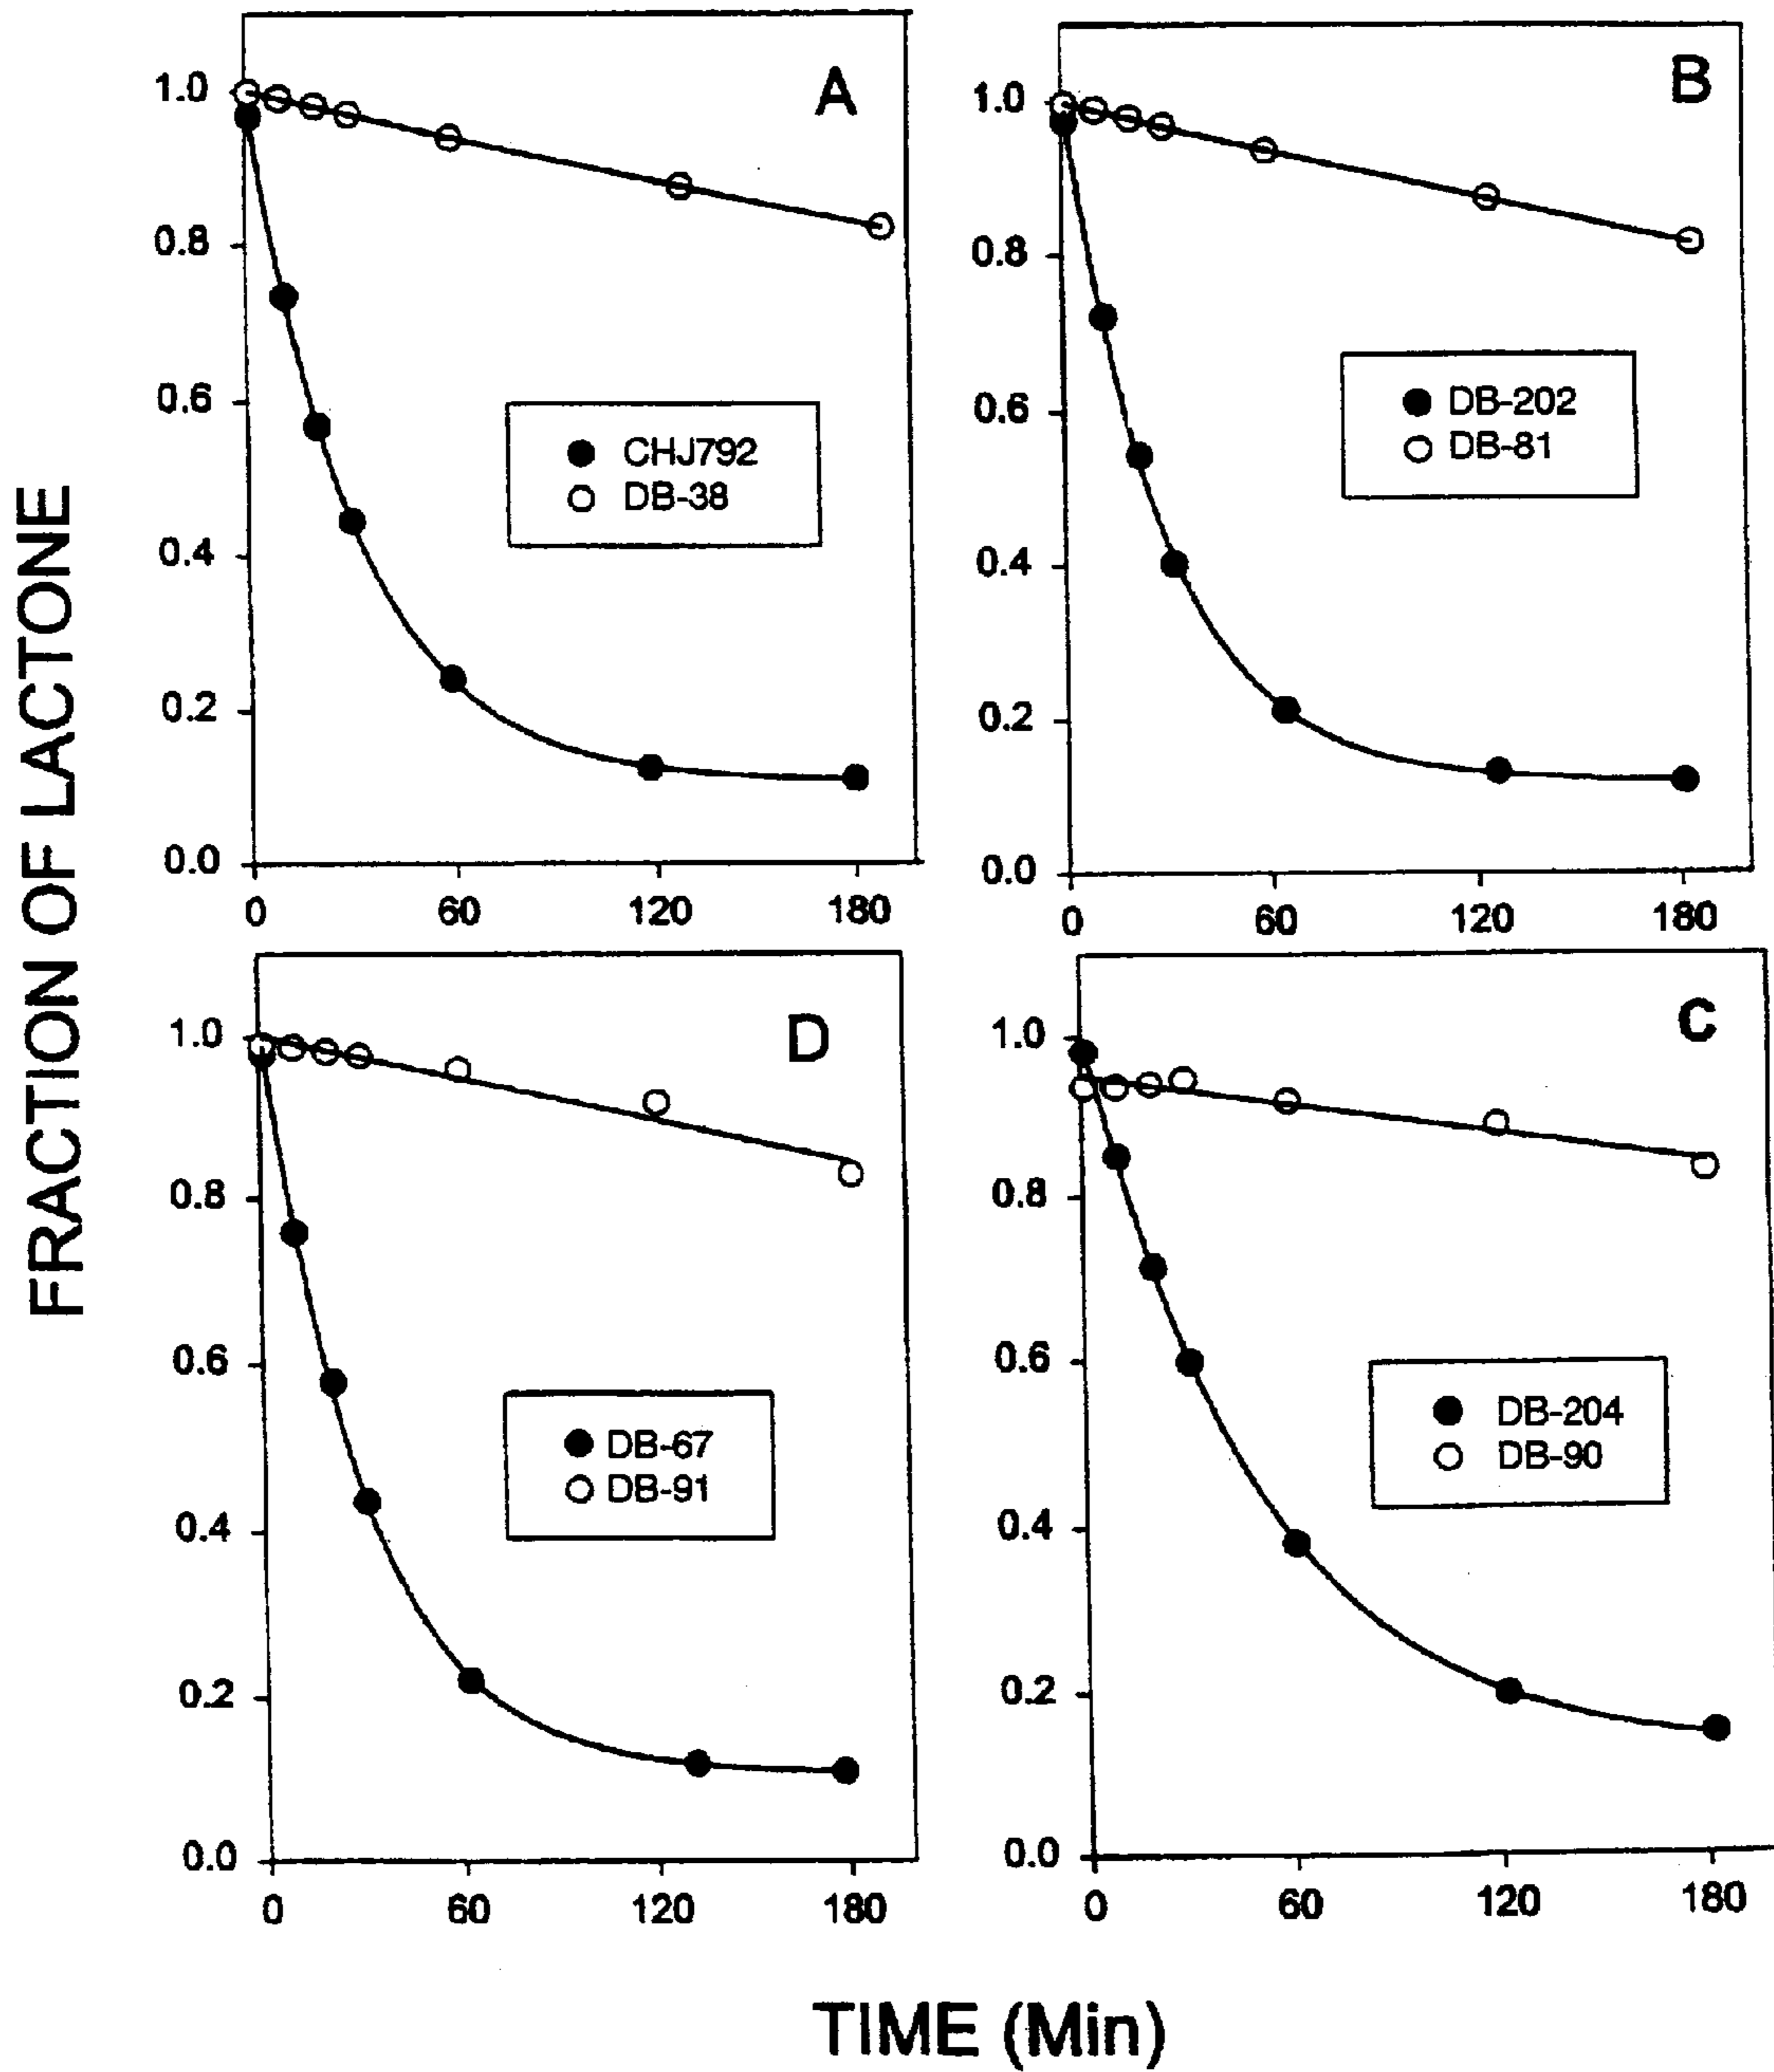 FRACTION OF LACTONE
A
1.0
0.8
0.6
0.4
0.2
0.0
CHJ792
DB-38
0 60 120 180
B
1.0
0.8
0.6
0.4
0.2
0.0
DB-202
DB-81
0 60 120 180
D
1.0
0.8
0.6
0.4
0.2
0.0
DB-67
DB-91
0 60 120 180
C
1.0
0.8
0.6
0.4
0.2
0.0
DB-204
DB-90
0 60 120 180
TIME (Min)